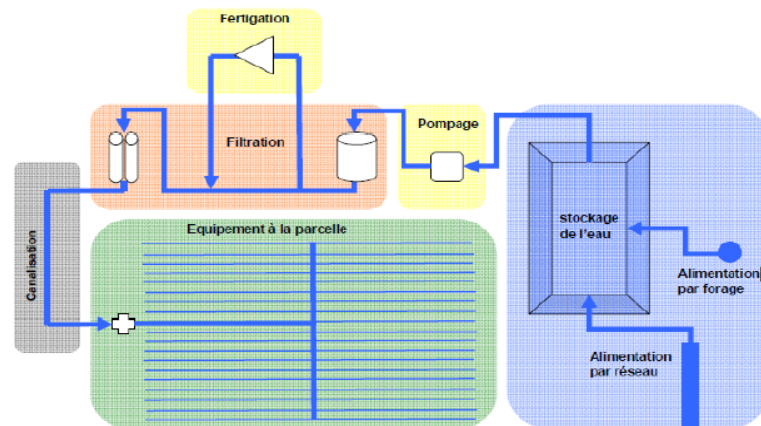 Fertigation
Filtration
Pompage
stockage
de l'eau
Alimentation
par forage
Alimentation
par réseau
Canalisation
Equipement à la parcelle